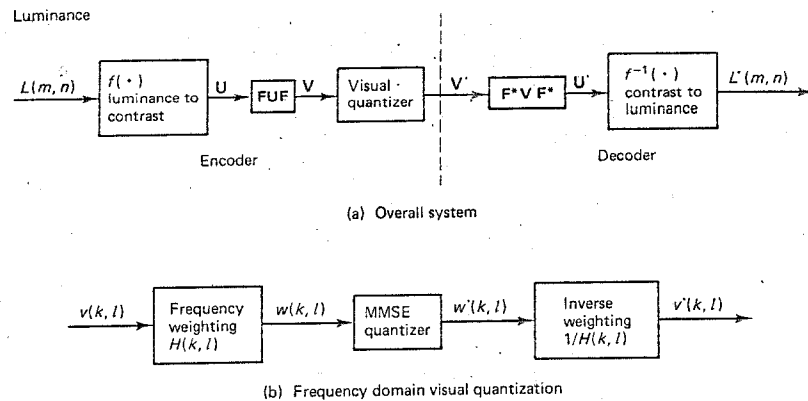 Luminance
L(m, n)
f( · )
luminance to
contrast
U
FUF
V
Visual
quantizer
V˙
F*V˙F*
U˙
f⁻¹( · )
contrast to
luminance
L˙(m, n)
Encoder
Decoder
(a) Overall system
v(k, l)
Frequency
weighting
H(k, l)
w(k, l)
MMSE
quantizer
w˙(k, l)
Inverse
weighting
1/H(k, l)
v˙(k, l)
(b) Frequency domain visual quantization